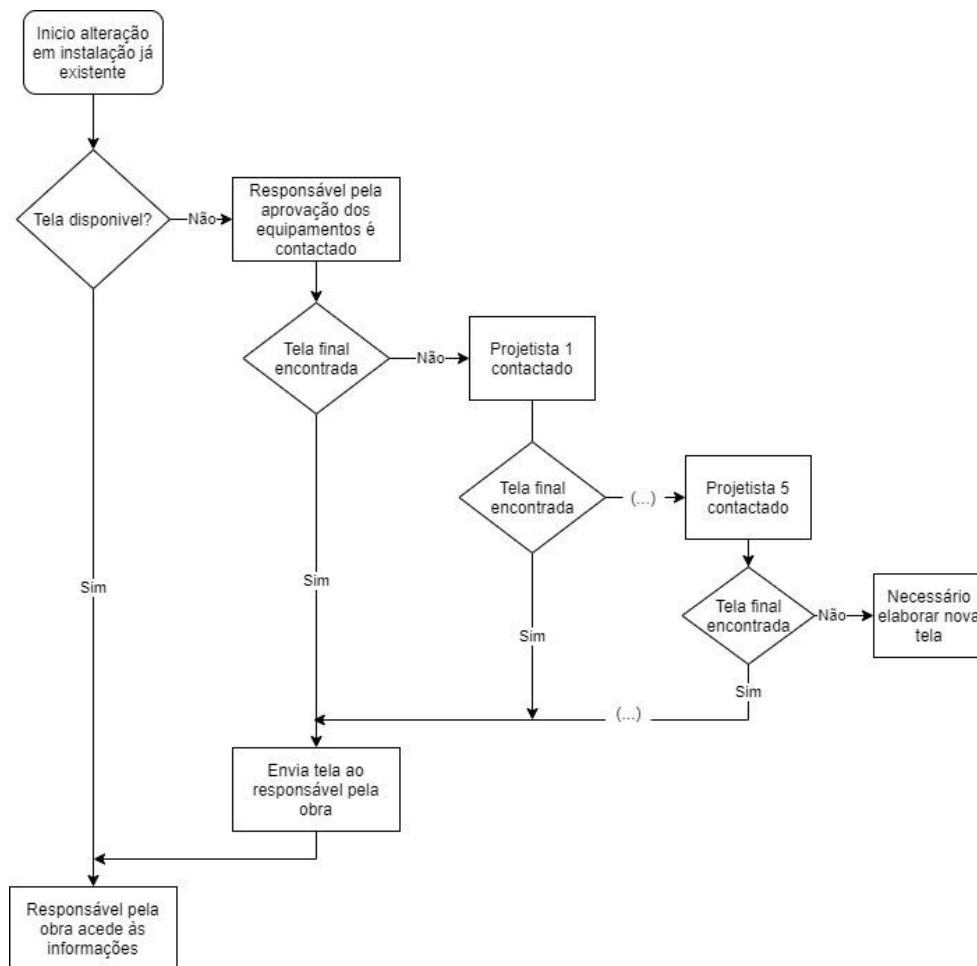 Inicio alteração
em instalação já
existente
Tela disponivel?
Não
Responsável pela
aprovação dos
equipamentos é
contactado
Tela final
encontrada
Não
Projetista 1
contactado
Tela final
encontrada
(...)
Projetista 5
contactado
Tela final
encontrada
Não
Necessário
elaborar nova
tela
Sim
Sim
Sim
Sim
(...)
Envia tela ao
responsável pela
obra
Responsável pela
obra acede às
informações